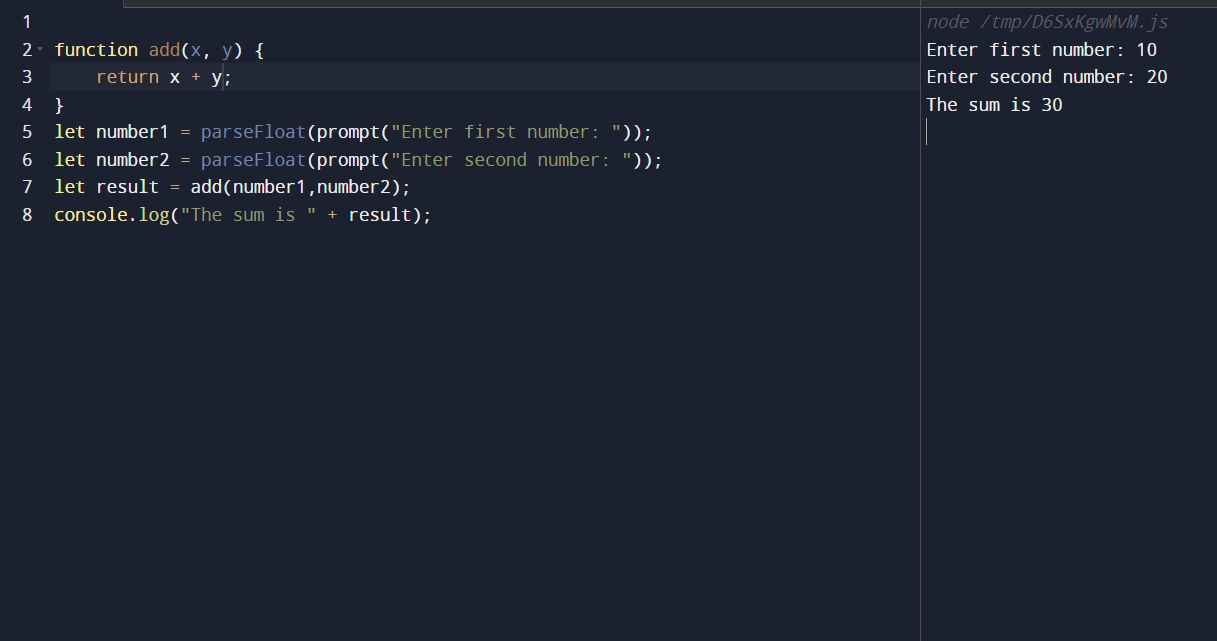 1
2 function add(x, y) {
3     return x + y;
4 }
5 let number1 = parseFloat(prompt("Enter first number: "));
6 let number2 = parseFloat(prompt("Enter second number: "));
7 let result = add(number1,number2);
8 console.log("The sum is " + result);
node /tmp/D6SxKgwMvM.js
Enter first number: 10
Enter second number: 20
The sum is 30